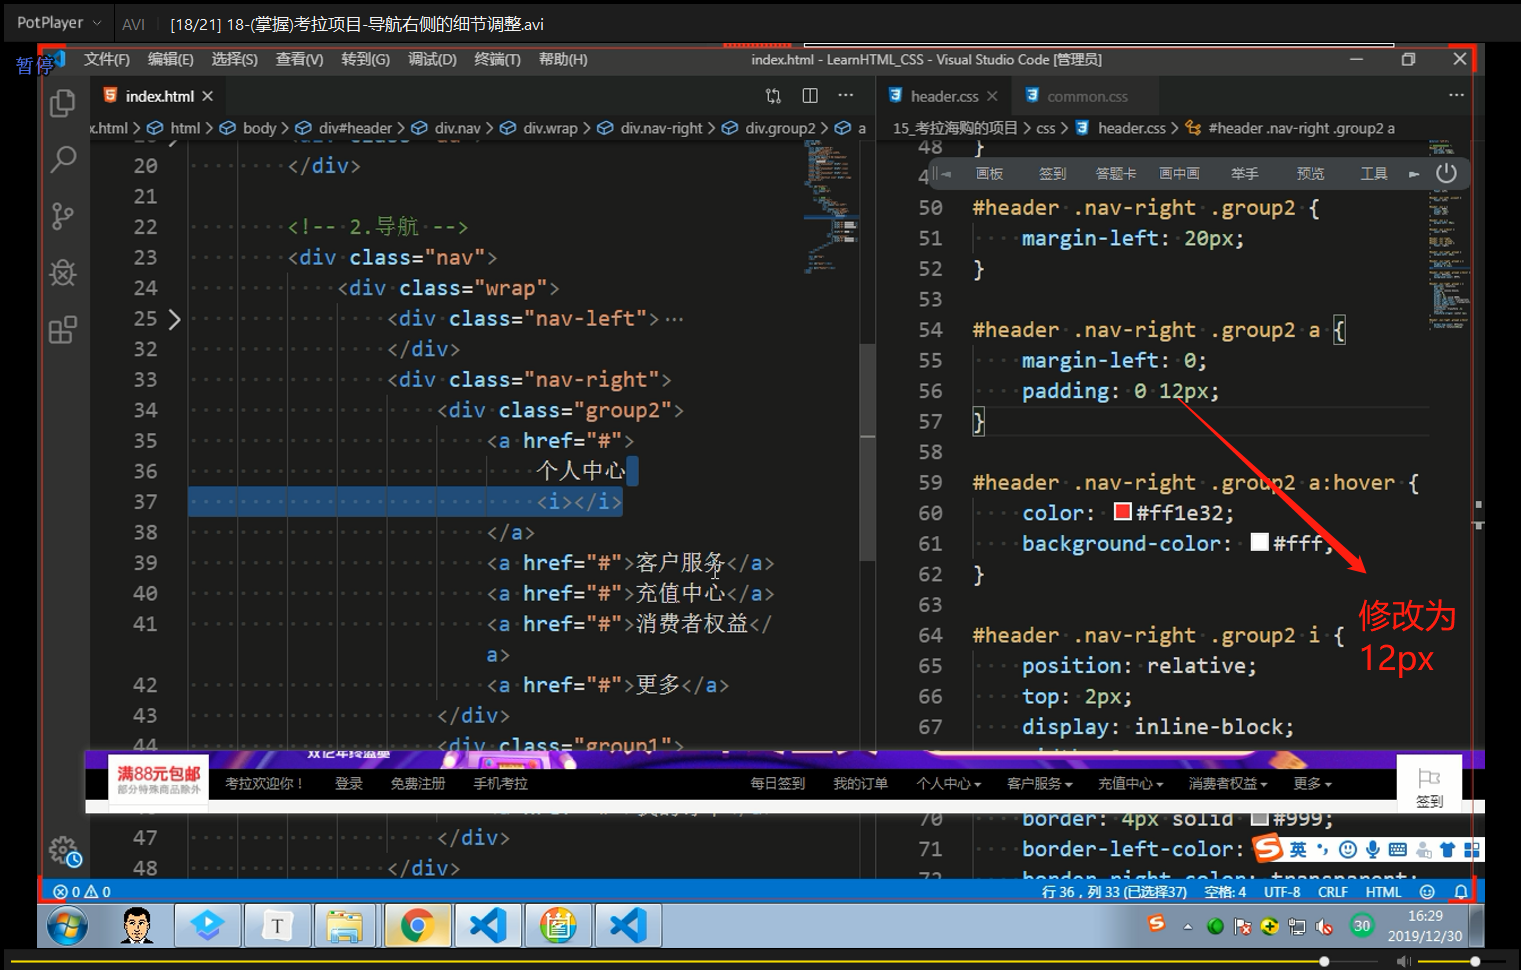 PotPlayer AVI [18/21] 18-(掌握)考拉项目-导航右侧的细节调整.avi
暂停
文件(F) 编辑(E) 选择(S) 查看(V) 转到(G) 调试(D) 终端(T) 帮助(H) index.html - LearnHTML_CSS - Visual Studio Code [管理员]
index.html
x.html > html > body > div#header > div.nav > div.wrap > div.nav-right > div.group2 > a
20 </div>
21
22 <!-- 2.导航 -->
23 <div class="nav">
24 <div class="wrap">
25 <div class="nav-left">···
32 </div>
33 <div class="nav-right">
34 <div class="group2">
35 <a href="#">
36 个人中心
37 <i></i>
38 </a>
39 <a href="#">客户服务</a>
40 <a href="#">充值中心</a>
41 <a href="#">消费者权益</
a>
42 <a href="#">更多</a>
43 </div>
44 <div class="group1">
47 </div>
48 </div>
header.css common.css
15_考拉海购的项目 > css > header.css > #header .nav-right .group2 a
48 }
画板 签到 答题卡 画中画 举手 预览 工具
50 #header .nav-right .group2 {
51 margin-left: 20px;
52 }
53
54 #header .nav-right .group2 a {
55 margin-left: 0;
56 padding: 0 12px;
57 }
58
59 #header .nav-right .group2 a:hover {
60 color: #ff1e32;
61 background-color: #fff;
62 }
63
64 #header .nav-right .group2 i {
65 position: relative;
66 top: 2px;
67 display: inline-block;
70 border: 4px solid #999;
71 border-left-color:
72 border-right-color: transparent;
修改为
12px
满88元包邮
部分特殊商品除外
考拉欢迎你！ 登录 免费注册 手机考拉 每日签到 我的订单 个人中心 客户服务 充值中心 消费者权益 更多
签到
英
0 0 行 36，列 33 (已选择37) 空格: 4 UTF-8 CRLF HTML
T 30 16:29
2019/12/30